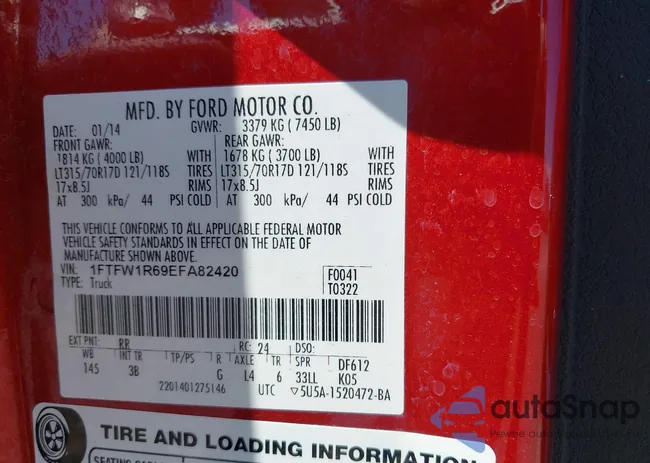 MFD. BY FORD MOTOR CO.
DATE: 01/14 GVWR: 3379 KG ( 7450 LB)
FRONT GAWR: REAR GAWR:
1814 KG ( 4000 LB) WITH 1678 KG ( 3700 LB) WITH
LT315/70R17D 121/118S TIRES LT315/70R17D 121/118S TIRES
17x8.5J RIMS 17x8.5J RIMS
AT 300 kPa/ 44 PSI COLD AT 300 kPa/ 44 PSI COLD
THIS VEHICLE CONFORMS TO ALL APPLICABLE FEDERAL MOTOR
VEHICLE SAFETY STANDARDS IN EFFECT ON THE DATE OF
MANUFACTURE SHOWN ABOVE.
VIN: 1FTFW1R69EFA82420 F0041
TYPE: Truck T0322
EXT PNT: RR RC: 24 DSO:
WB INT TR TP/PS R AXLE TR SPR DF612
145 3B G L4 6 33LL K05
2201401275146 UTC 5U5A-1520472-BA
TIRE AND LOADING INFORMATION
autoSnap